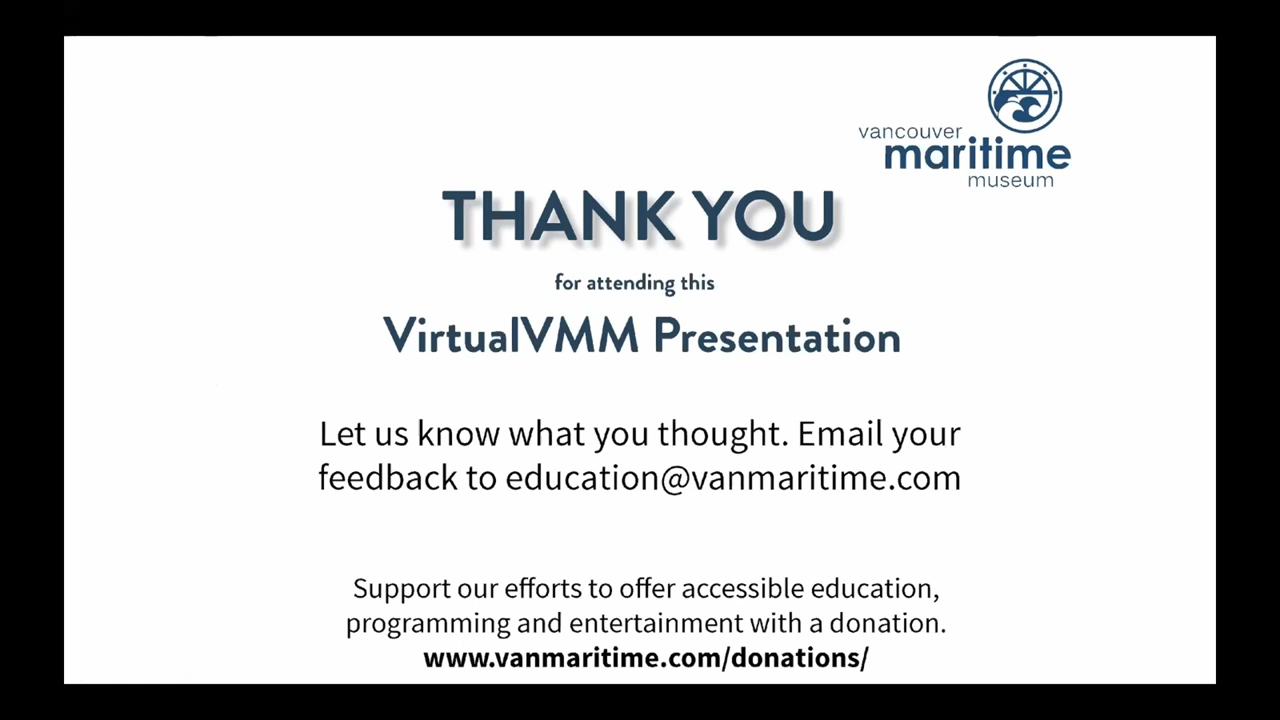 vancouver
maritime
museum
THANK YOU
for attending this
VirtualVMM Presentation
Let us know what you thought. Email your
feedback to education@vanmaritime.com
Support our efforts to offer accessible education,
programming and entertainment with a donation.
www.vanmaritime.com/donations/